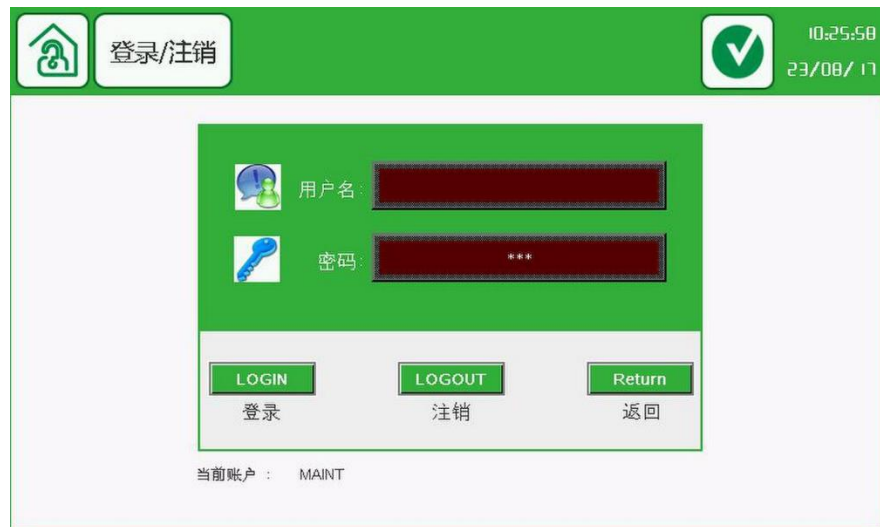 登录/注销
10:25:58
23/08/17
用户名:
密码:
***
LOGIN LOGOUT Return
登录 注销 返回
当前账户 : MAINT